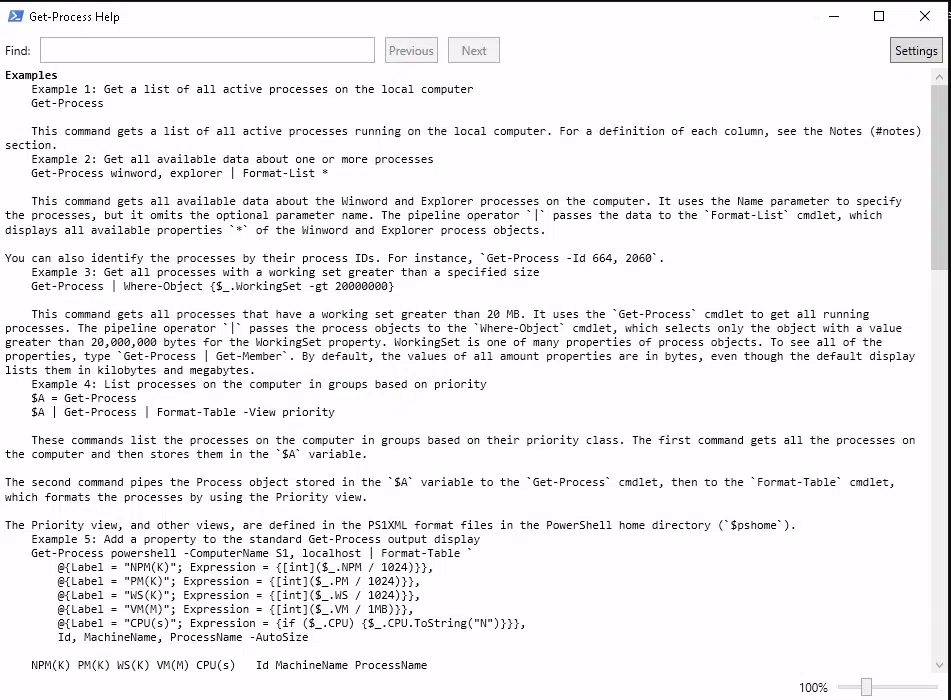 Get-Process Help
Find:
Previous
Next
Settings
Examples
Example 1: Get a list of all active processes on the local computer
Get-Process
This command gets a list of all active processes running on the local computer. For a definition of each column, see the Notes (#notes)
section.
Example 2: Get all available data about one or more processes
Get-Process winword, explorer | Format-List *
This command gets all available data about the Winword and Explorer processes on the computer. It uses the Name parameter to specify
the processes, but it omits the optional parameter name. The pipeline operator `|` passes the data to the `Format-List` cmdlet, which
displays all available properties `*` of the Winword and Explorer process objects.
You can also identify the processes by their process IDs. For instance, `Get-Process -Id 664, 2060`.
Example 3: Get all processes with a working set greater than a specified size
Get-Process | Where-Object {$_.WorkingSet -gt 20000000}
This command gets all processes that have a working set greater than 20 MB. It uses the `Get-Process` cmdlet to get all running
processes. The pipeline operator `|` passes the process objects to the `Where-Object` cmdlet, which selects only the object with a value
greater than 20,000,000 bytes for the WorkingSet property. WorkingSet is one of many properties of process objects. To see all of the
properties, type `Get-Process | Get-Member`. By default, the values of all amount properties are in bytes, even though the default display
lists them in kilobytes and megabytes.
Example 4: List processes on the computer in groups based on priority
$A = Get-Process
$A | Get-Process | Format-Table -View priority
These commands list the processes on the computer in groups based on their priority class. The first command gets all the processes on
the computer and then stores them in the `$A` variable.
The second command pipes the Process object stored in the `$A` variable to the `Get-Process` cmdlet, then to the `Format-Table` cmdlet,
which formats the processes by using the Priority view.
The Priority view, and other views, are defined in the PS1XML format files in the PowerShell home directory (`$pshome`).
Example 5: Add a property to the standard Get-Process output display
Get-Process powershell -ComputerName S1, localhost | Format-Table `
@{Label = "NPM(K)"; Expression = {[int]($_.NPM / 1024)}},
@{Label = "PM(K)"; Expression = {[int]($_.PM / 1024)}},
@{Label = "WS(K)"; Expression = {[int]($_.WS / 1024)}},
@{Label = "VM(M)"; Expression = {[int]($_.VM / 1MB)}},
@{Label = "CPU(s)"; Expression = {if ($_.CPU) {$_.CPU.ToString("N")}}},
Id, MachineName, ProcessName -AutoSize
NPM(K) PM(K) WS(K) VM(M) CPU(s) Id MachineName ProcessName
100%